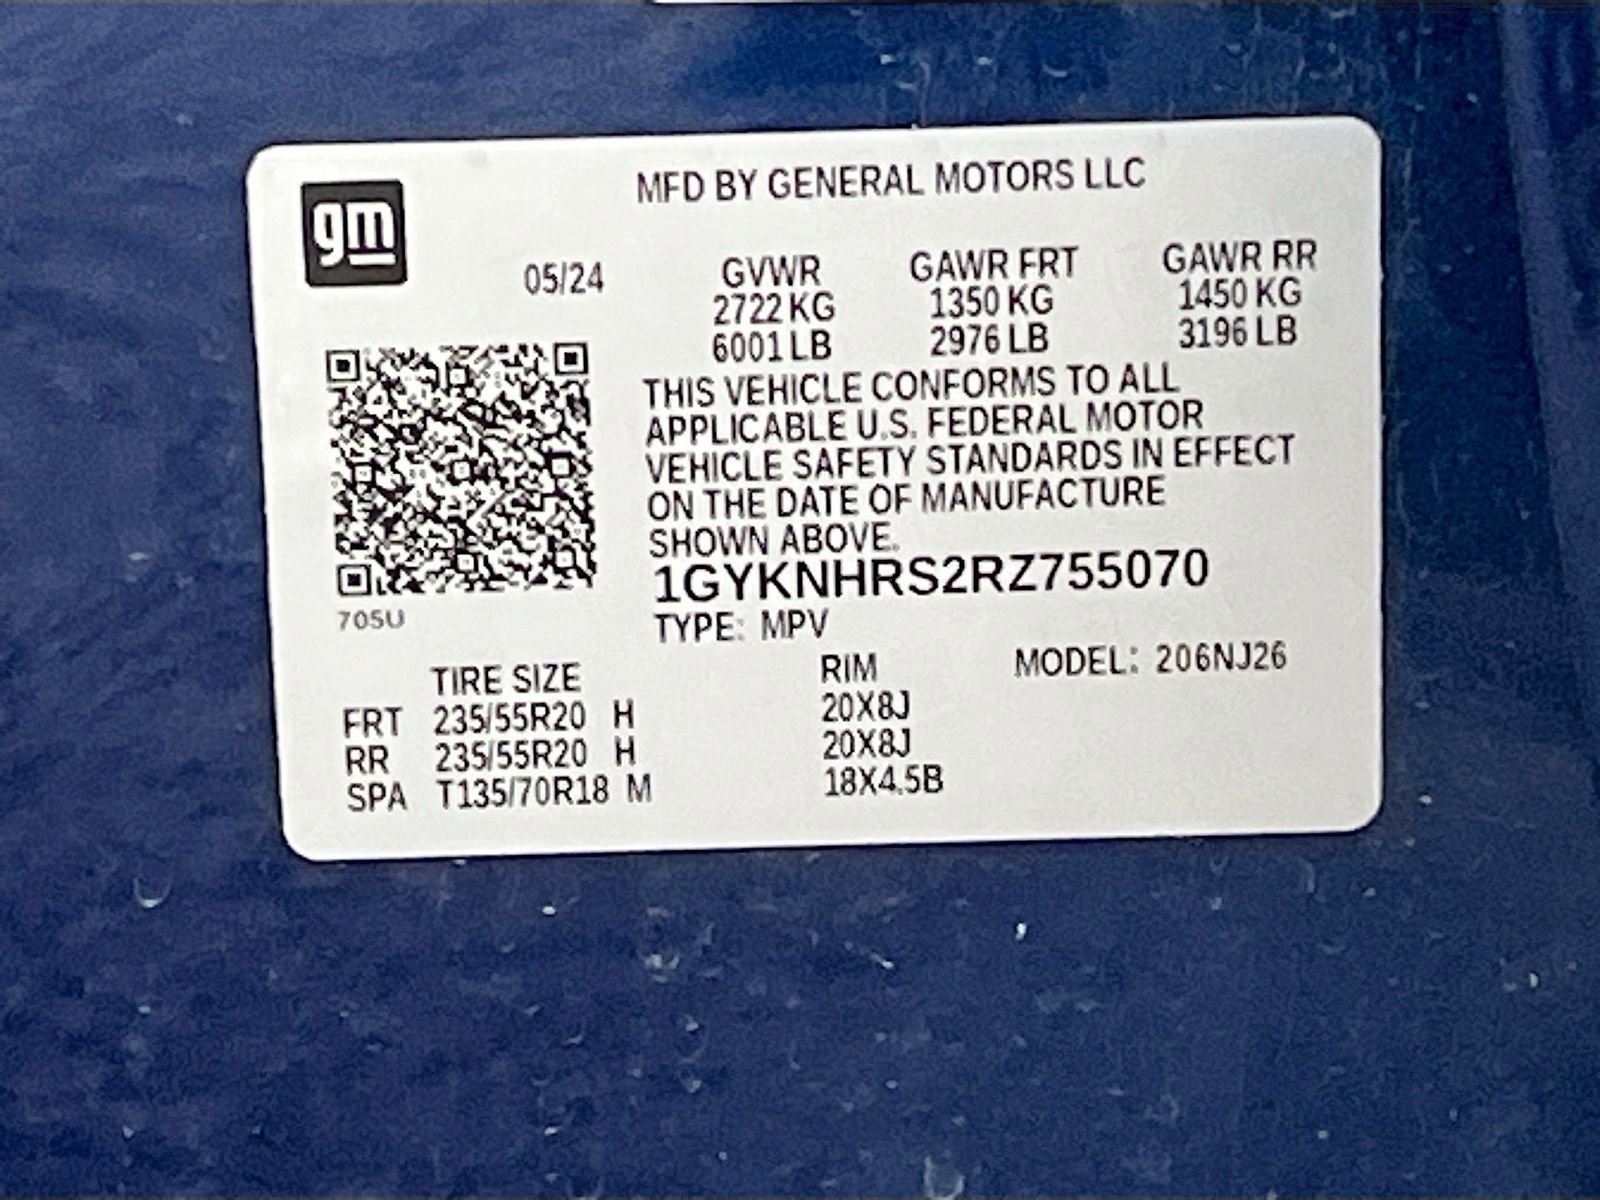 gm
MFD BY GENERAL MOTORS LLC
05/24 GVWR GAWR FRT GAWR RR
2722 KG 1350 KG 1450 KG
6001 LB 2976 LB 3196 LB
THIS VEHICLE CONFORMS TO ALL
APPLICABLE U.S. FEDERAL MOTOR
VEHICLE SAFETY STANDARDS IN EFFECT
ON THE DATE OF MANUFACTURE
SHOWN ABOVE.
1GYKNHRS2RZ755070
705U
TYPE: MPV
TIRE SIZE RIM MODEL: 206NJ26
FRT 235/55R20 H 20X8J
RR 235/55R20 H 20X8J
SPA T135/70R18 M 18X4.5B